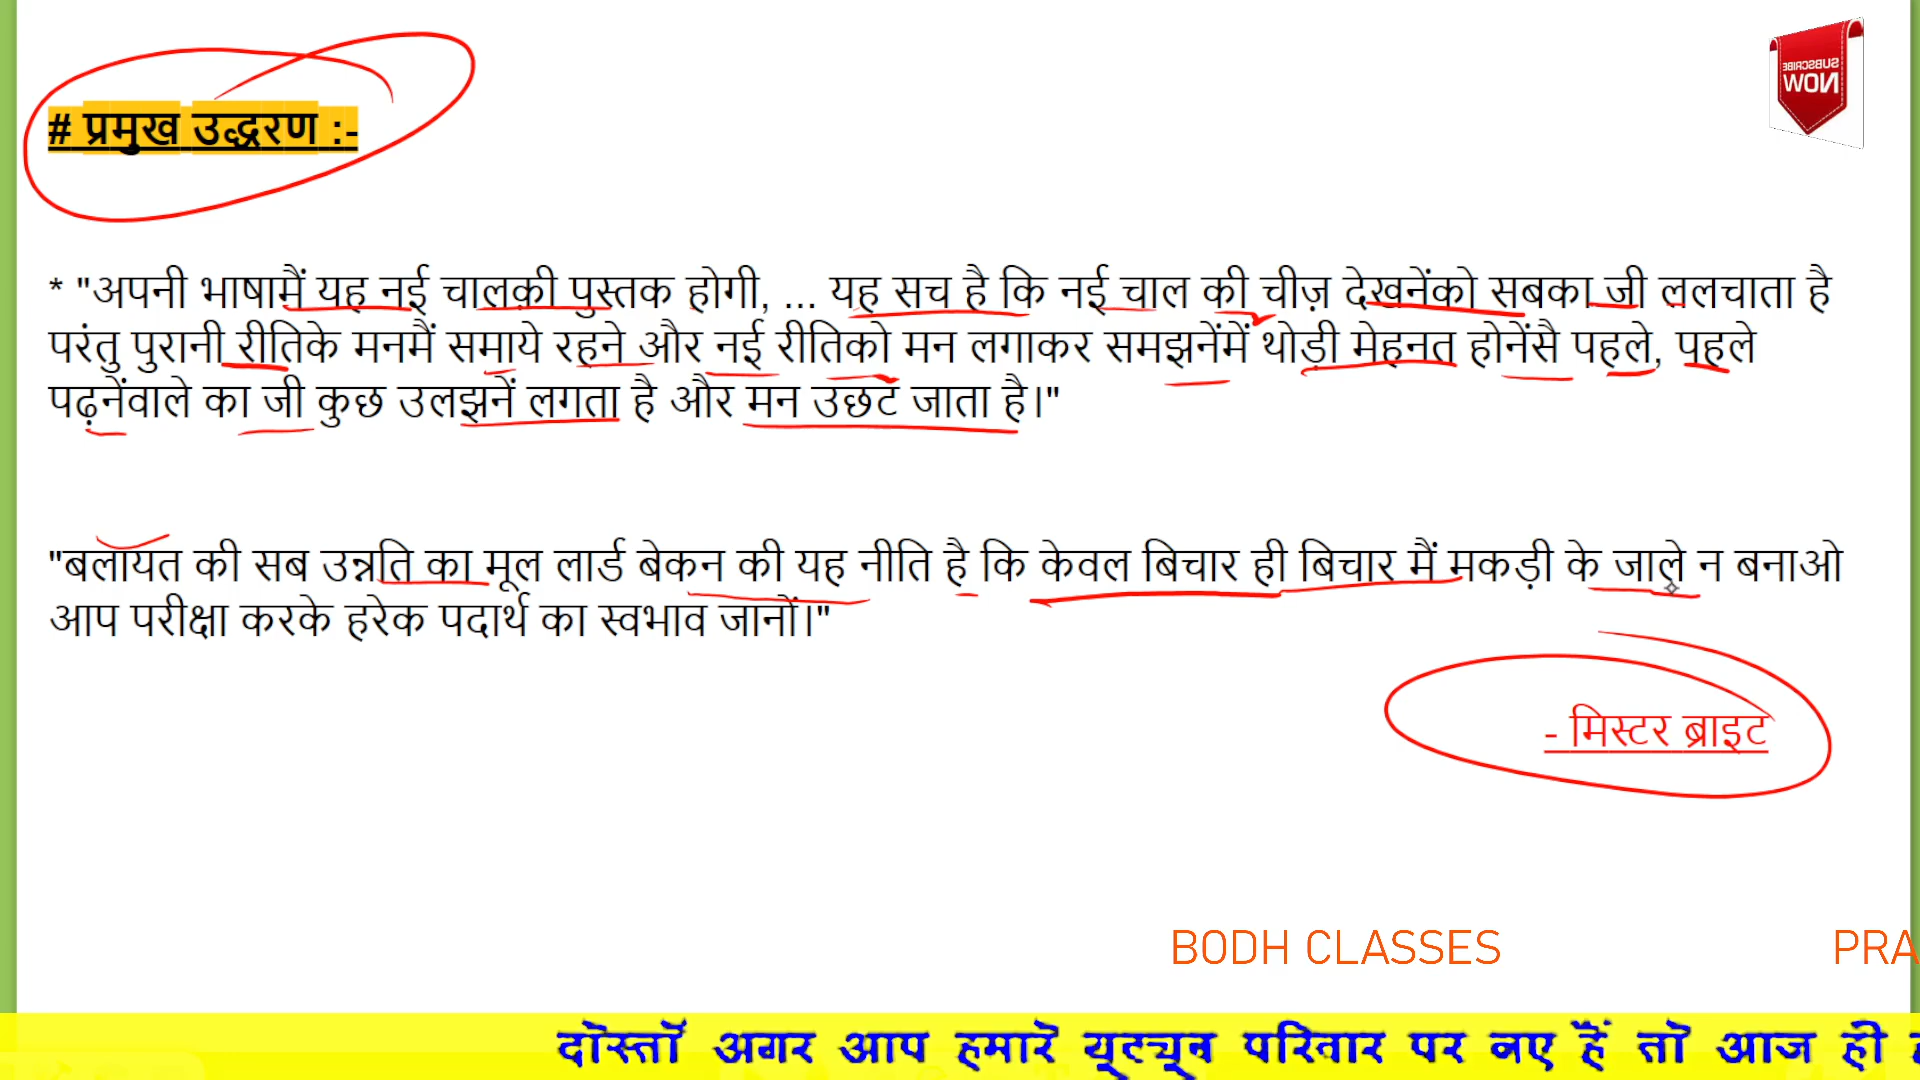 SUBSCRIBE
NOW
# प्रमुख उद्धरण :-
* "अपनी भाषामैं यह नई चालकी पुस्तक होगी, ... यह सच है कि नई चाल की चीज़ देखनेंको सबका जी ललचाता है
परंतु पुरानी रीतिके मनमैं समाये रहने और नई रीतिको मन लगाकर समझनेंमें थोड़ी मेहनत होनेंसै पहले, पहले
पढ़नेंवाले का जी कुछ उलझनें लगता है और मन उछट जाता है।"
"बलायत की सब उन्नति का मूल लार्ड बेकन की यह नीति है कि केवल बिचार ही बिचार मैं मकड़ी के जाले न बनाओ
आप परीक्षा करके हरेक पदार्थ का स्वभाव जानों।"
- मिस्टर ब्राइट
BODH CLASSES PRA
दोस्तों अगर आप हमारे यूट्यूब परिवार पर नए हैं तो आज ही